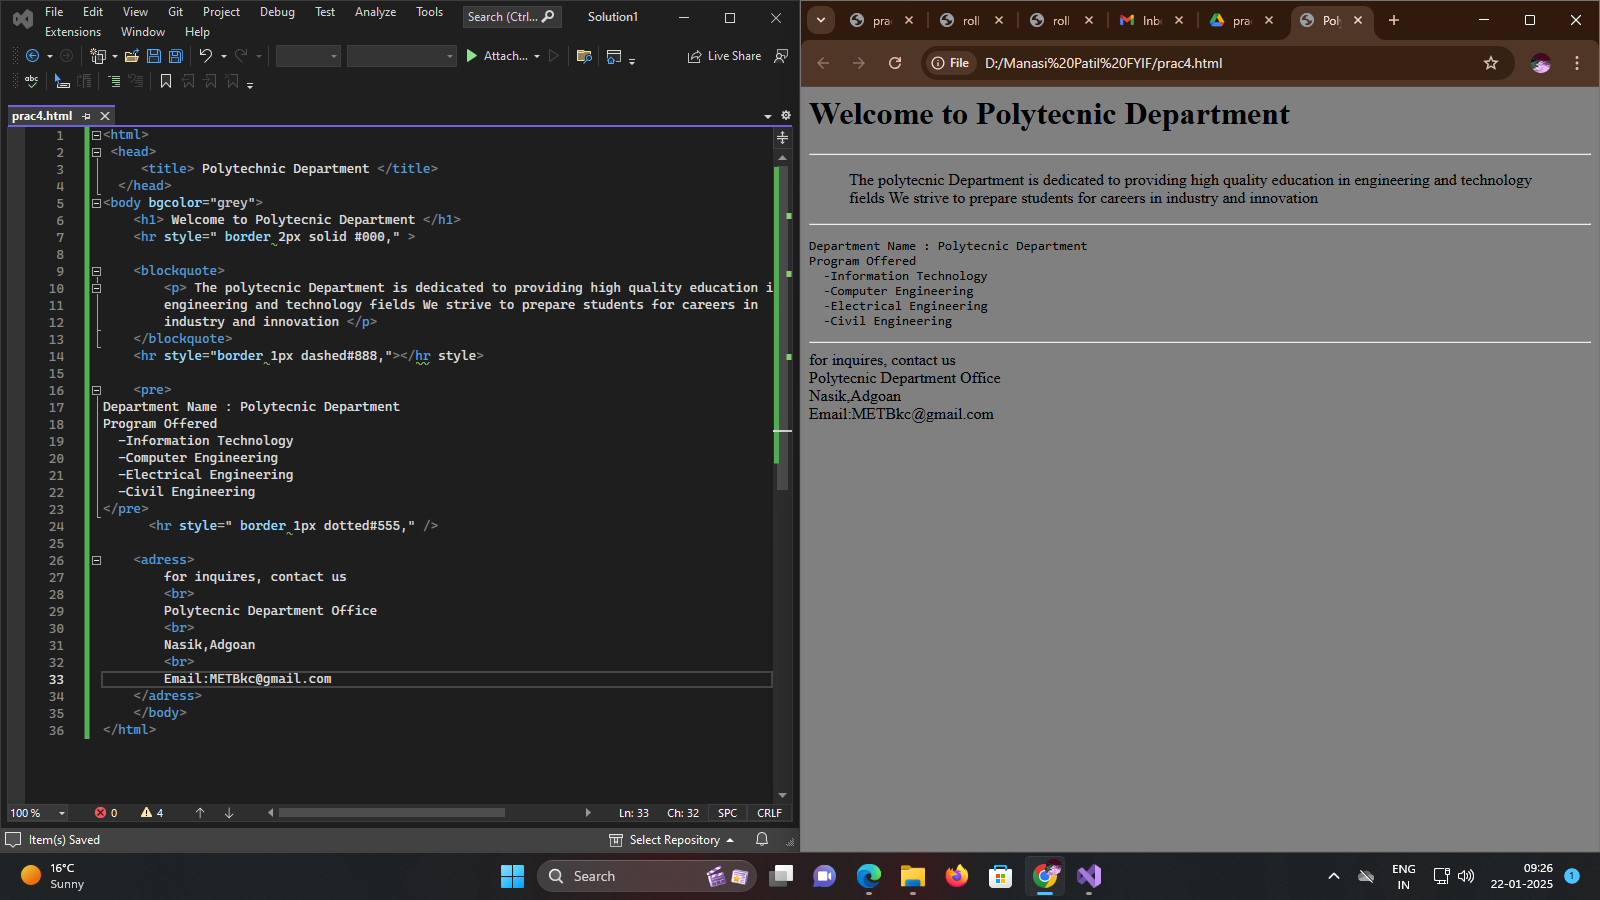 File Edit View Git Project Debug Test Analyze Tools Search (Ctrl... Solution1
Extensions Window Help
Attach... Live Share
abc
prac4.html
1 <html>
2 <head>
3 <title> Polytechnic Department </title>
4 </head>
5 <body bgcolor="grey">
6 <h1> Welcome to Polytecnic Department </h1>
7 <hr style=" border 2px solid #000," >
8
9 <blockquote>
10 <p> The polytecnic Department is dedicated to providing high quality education i
11 engineering and technology fields We strive to prepare students for careers in
12 industry and innovation </p>
13 </blockquote>
14 <hr style="border 1px dashed#888,"></hr style>
15
16 <pre>
17 Department Name : Polytecnic Department
18 Program Offered
19 -Information Technology
20 -Computer Engineering
21 -Electrical Engineering
22 -Civil Engineering
23 </pre>
24 <hr style=" border 1px dotted#555," />
25
26 <adress>
27 for inquires, contact us
28 <br>
29 Polytecnic Department Office
30 <br>
31 Nasik,Adgoan
32 <br>
33 Email:METBkc@gmail.com
34 </adress>
35 </body>
36 </html>
100 % 0 4 Ln: 33 Ch: 32 SPC CRLF
Item(s) Saved Select Repository
prac roll roll Inb prac Pol
File D:/Manasi%20Patil%20FYIF/prac4.html
Welcome to Polytecnic Department
The polytecnic Department is dedicated to providing high quality education in engineering and technology
fields We strive to prepare students for careers in industry and innovation
Department Name : Polytecnic Department
Program Offered
-Information Technology
-Computer Engineering
-Electrical Engineering
-Civil Engineering
for inquires, contact us
Polytecnic Department Office
Nasik,Adgoan
Email:METBkc@gmail.com
16°C
Sunny
Search
ENG
IN
09:26
22-01-2025
1